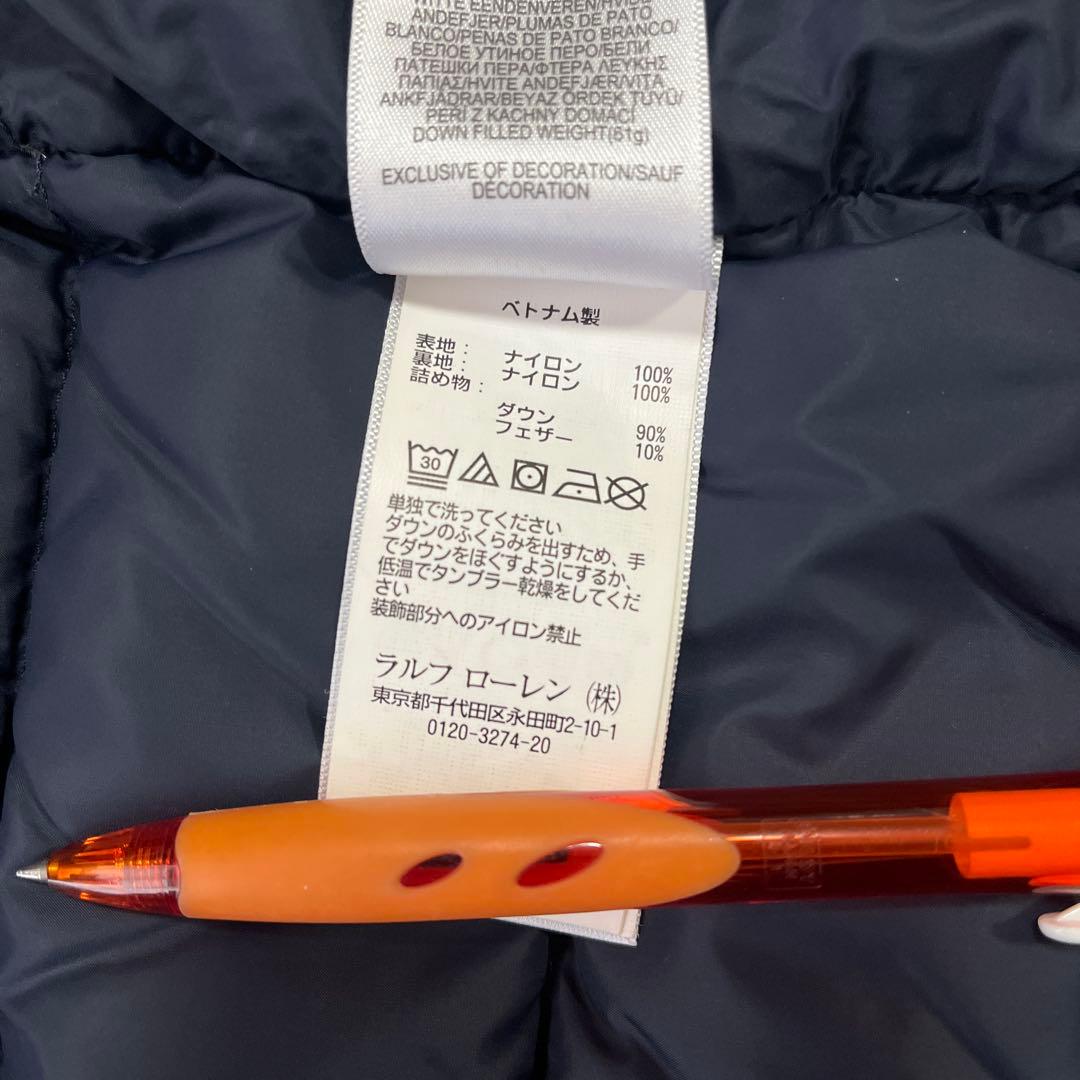 WITTE EENDENVEREN/HVIDE
ANDEFJER/PLUMAS DE PATO
BLANCO/PENAS DE PATO BRANCO/
БЕЛОЕ УТИНОЕ ПЕРО/БЕЛИ
ПАТЕШКИ ПЕРА/ΦΤΕΡΑ ΛΕΥΚΗΣ
ΠΑΠΙΑΣ/HVITE ANDEFJÆR/VITA
ANKFJÄDRAR/BEYAZ ÖRDEK TÜYÜ/
PERÍ Z KACHNY DOMÁCÍ
DOWN FILLED WEIGHT(61g)
EXCLUSIVE OF DECORATION/SAUF
DÉCORATION
ベトナム製
表地: ナイロン 100%
裏地: ナイロン 100%
詰め物:
ダウン 90%
フェザー 10%
30
単独で洗ってください
ダウンのふくらみを出すため、手
でダウンをほぐすようにするか、
低温でタンブラー乾燥をしてくだ
さい
装飾部分へのアイロン禁止
ラルフ ローレン (株)
東京都千代田区永田町2-10-1
0120-3274-20